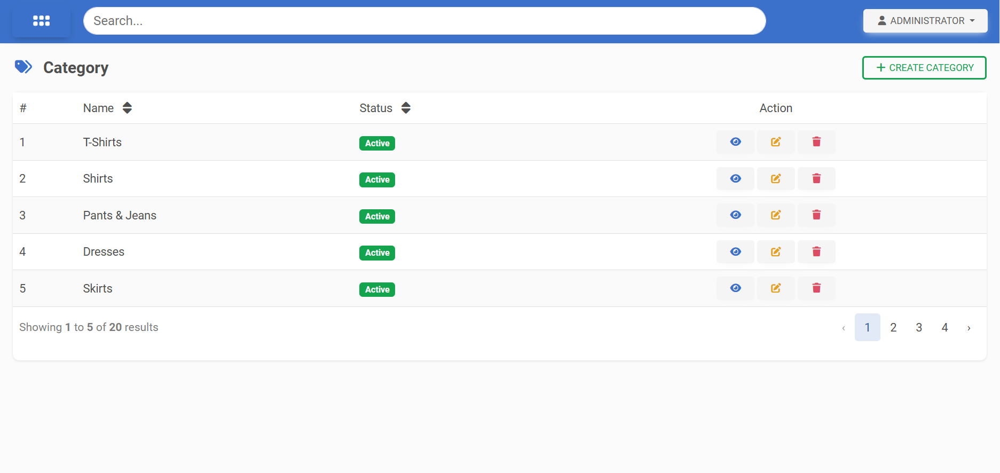 Search...
ADMINISTRATOR
Category
CREATE CATEGORY
# Name Status Action
1 T-Shirts Active
2 Shirts Active
3 Pants & Jeans Active
4 Dresses Active
5 Skirts Active
Showing 1 to 5 of 20 results
‹ 1 2 3 4 ›